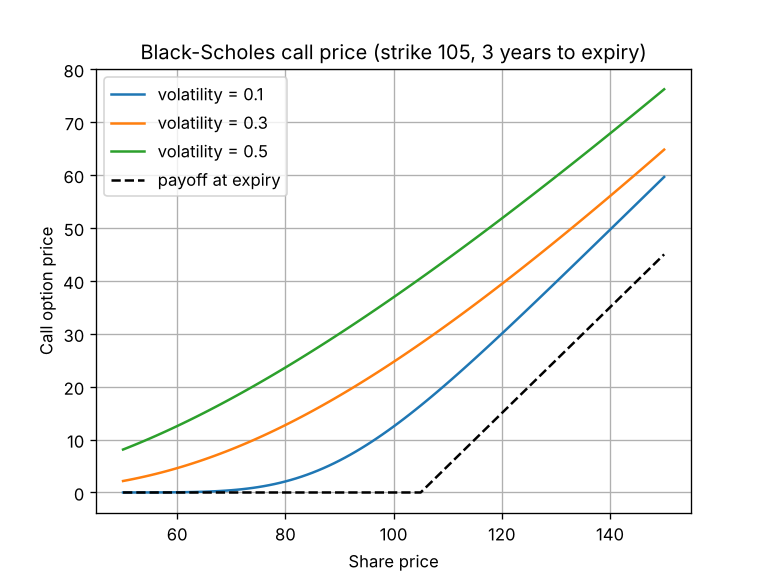 Black-Scholes call price (strike 105, 3 years to expiry)
80
70
60
50
40
30
20
10
0
Call option price
volatility = 0.1
volatility = 0.3
volatility = 0.5
payoff at expiry
60 80 100 120 140
Share price